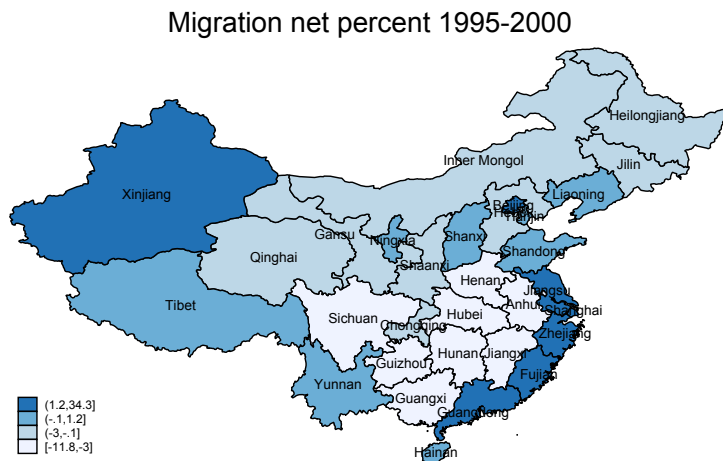 Migration net percent 1995-2000
Heilongjiang
Inner Mongol
Jilin
Xinjiang
Liaoning
Beijing
Hebei
Tianjin
Gansu
Ningxia
Shanxi
Shandong
Qinghai
Shaanxi
Henan
Tibet
Jiangsu
Anhui
Shanghai
Sichuan
Hubei
Chongqing
Zhejiang
Hunan
Jiangxi
Guizhou
Fujian
Yunnan
Guangxi
Guangdong
Hainan
(1.2,34.3]
(-.1,1.2]
(-3,-.1]
[-11.8,-3]